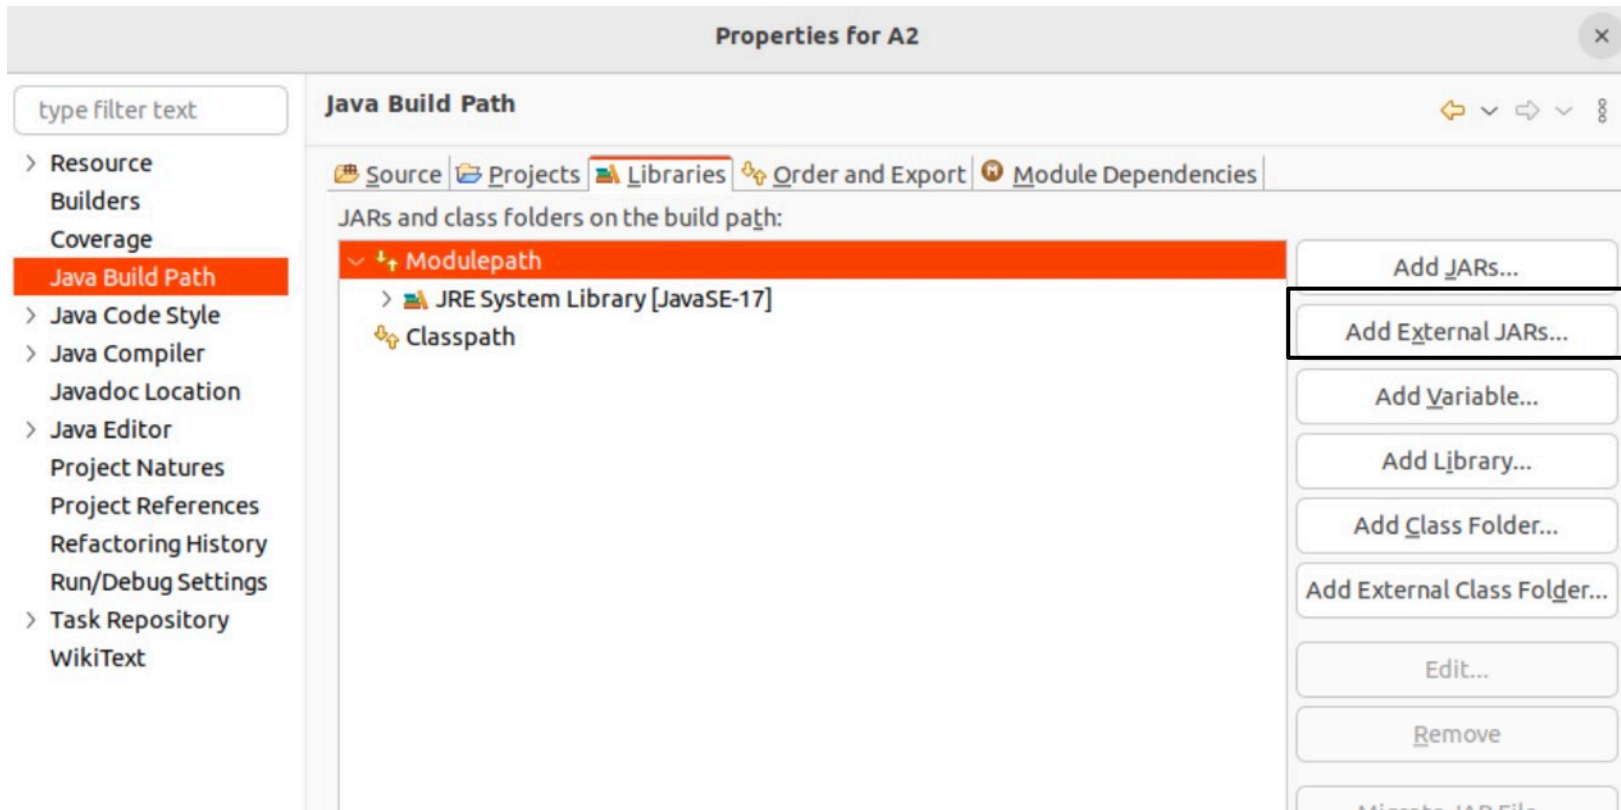 Properties for A2
type filter text
Resource
Builders
Coverage
Java Build Path
Java Code Style
Java Compiler
Javadoc Location
Java Editor
Project Natures
Project References
Refactoring History
Run/Debug Settings
Task Repository
WikiText
Java Build Path
Source Projects Libraries Order and Export Module Dependencies
JARs and class folders on the build path:
Modulepath
JRE System Library [JavaSE-17]
Classpath
Add JARs...
Add External JARs...
Add Variable...
Add Library...
Add Class Folder...
Add External Class Folder...
Edit...
Remove
Migrate JAR File...